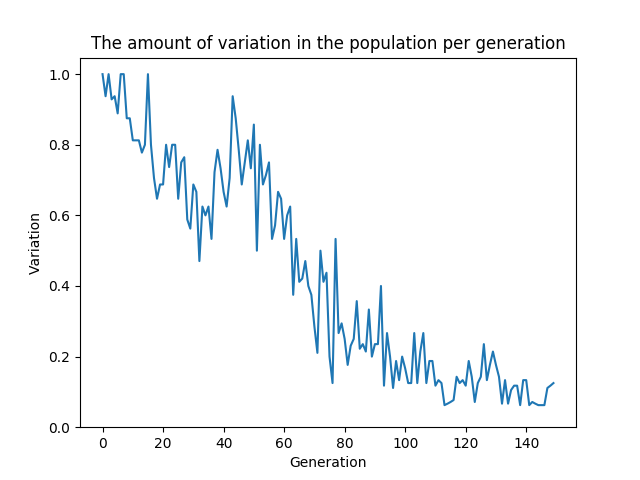 The amount of variation in the population per generation
1.0
0.8
0.6
0.4
0.2
0.0
Variation
0 20 40 60 80 100 120 140
Generation